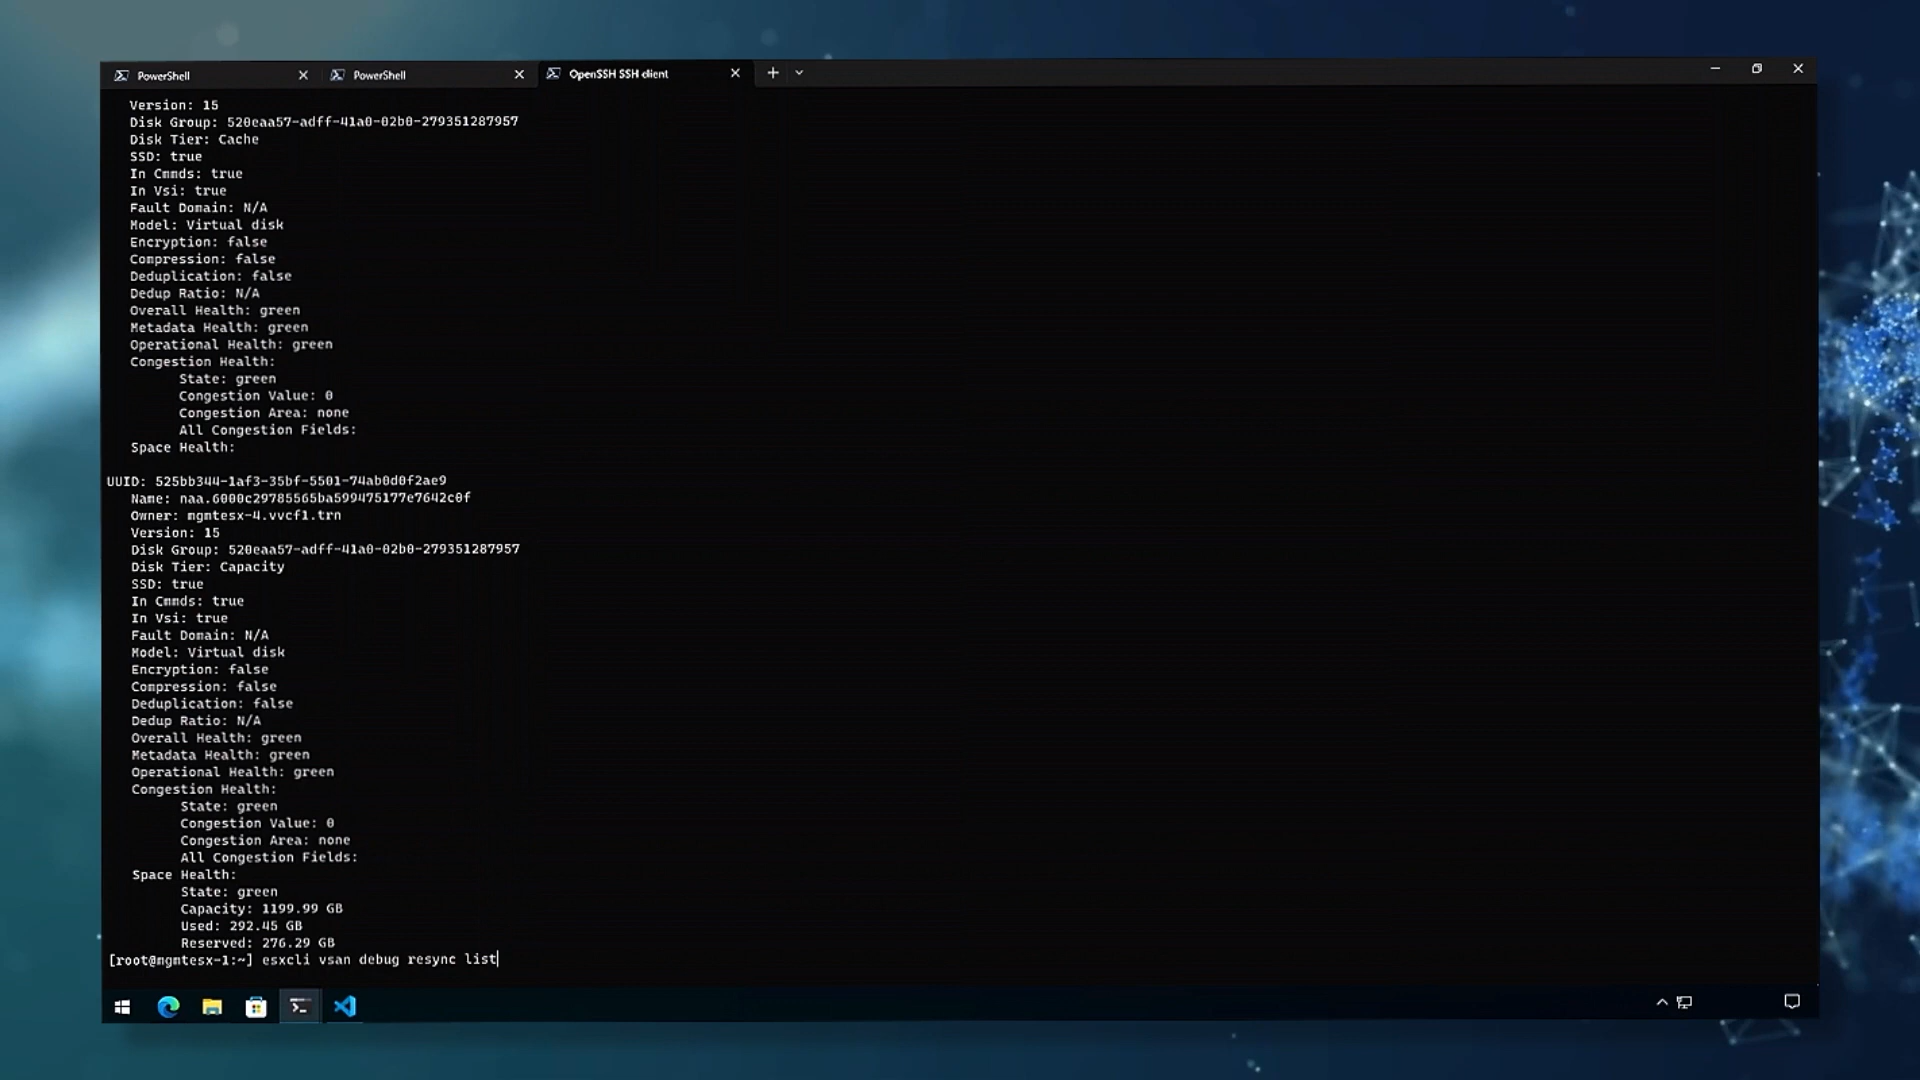 PowerShell
PowerShell
OpenSSH SSH client
Version: 15
Disk Group: 520eaa57-adff-41a0-02b0-279351287957
Disk Tier: Cache
SSD: true
In Cmmds: true
In Vsi: true
Fault Domain: N/A
Model: Virtual disk
Encryption: false
Compression: false
Deduplication: false
Dedup Ratio: N/A
Overall Health: green
Metadata Health: green
Operational Health: green
Congestion Health:
State: green
Congestion Value: 0
Congestion Area: none
All Congestion Fields:
Space Health:
UUID: 525bb344-1af3-35bf-5501-74ab0d0f2ae9
Name: naa.6000c29785565ba599475177e7642c0f
Owner: mgmtesx-4.vvcf1.trn
Version: 15
Disk Group: 520eaa57-adff-41a0-02b0-279351287957
Disk Tier: Capacity
SSD: true
In Cmmds: true
In Vsi: true
Fault Domain: N/A
Model: Virtual disk
Encryption: false
Compression: false
Deduplication: false
Dedup Ratio: N/A
Overall Health: green
Metadata Health: green
Operational Health: green
Congestion Health:
State: green
Congestion Value: 0
Congestion Area: none
All Congestion Fields:
Space Health:
State: green
Capacity: 1199.99 GB
Used: 292.45 GB
Reserved: 276.29 GB
[root@mgmtesx-1:~] esxcli vsan debug resync list